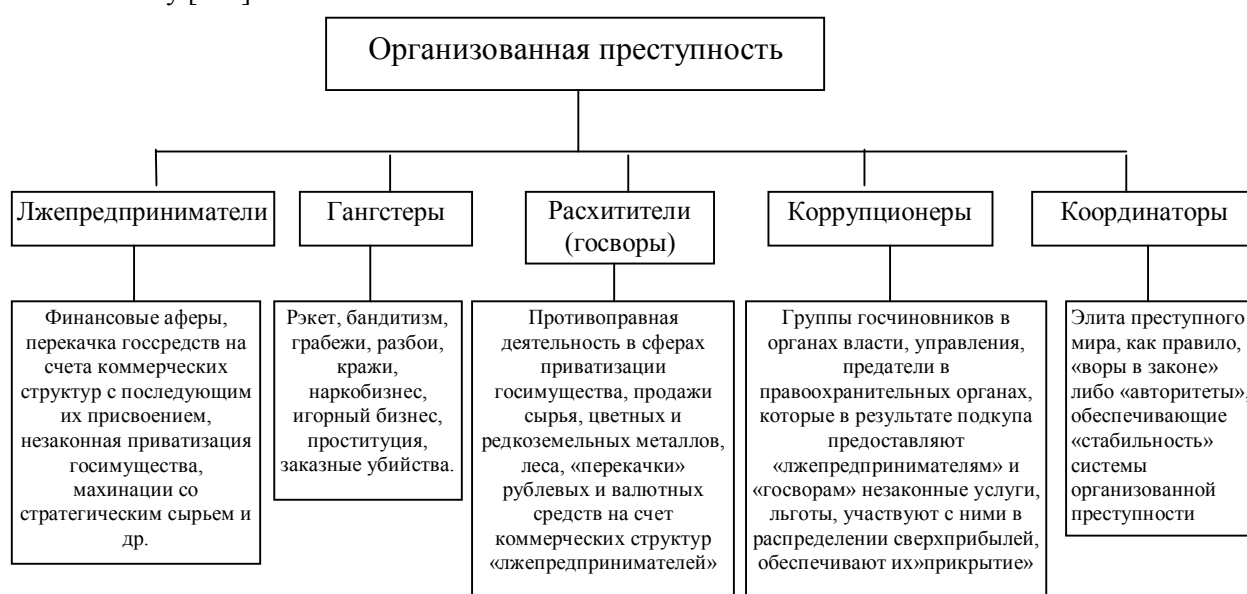 Организованная преступность
Лжепредприниматели
Гангстеры
Расхитители
(госворы)
Коррупционеры
Координаторы
Финансовые аферы,
перекачка госсредств на
счета коммерческих
структур с последующим
их присвоением,
незаконная приватизация
госимущества,
махинации со
стратегическим сырьем и
др.
Рэкет, бандитизм,
грабежи, разбои,
кражи,
наркобизнес,
игорный бизнес,
проституция,
заказные убийства.
Противоправная
деятельность в сферах
приватизации
госимущества, продажи
сырья, цветных и
редкоземельных металлов,
леса, «перекачки»
рублевых и валютных
средств на счет
коммерческих структур
«лжепредпринимателей»
Группы госчиновников в
органах власти, управления,
предатели в
правоохранительных органах,
которые в результате подкупа
предоставляют
«лжепредпринимателям» и
«госворам» незаконные услуги,
льготы, участвуют с ними в
распределении сверхприбылей,
обеспечивают их»прикрытие»
Элита преступного
мира, как правило,
«воры в законе»
либо «авторитеты»,
обеспечивающие
«стабильность»
системы
организованной
преступности